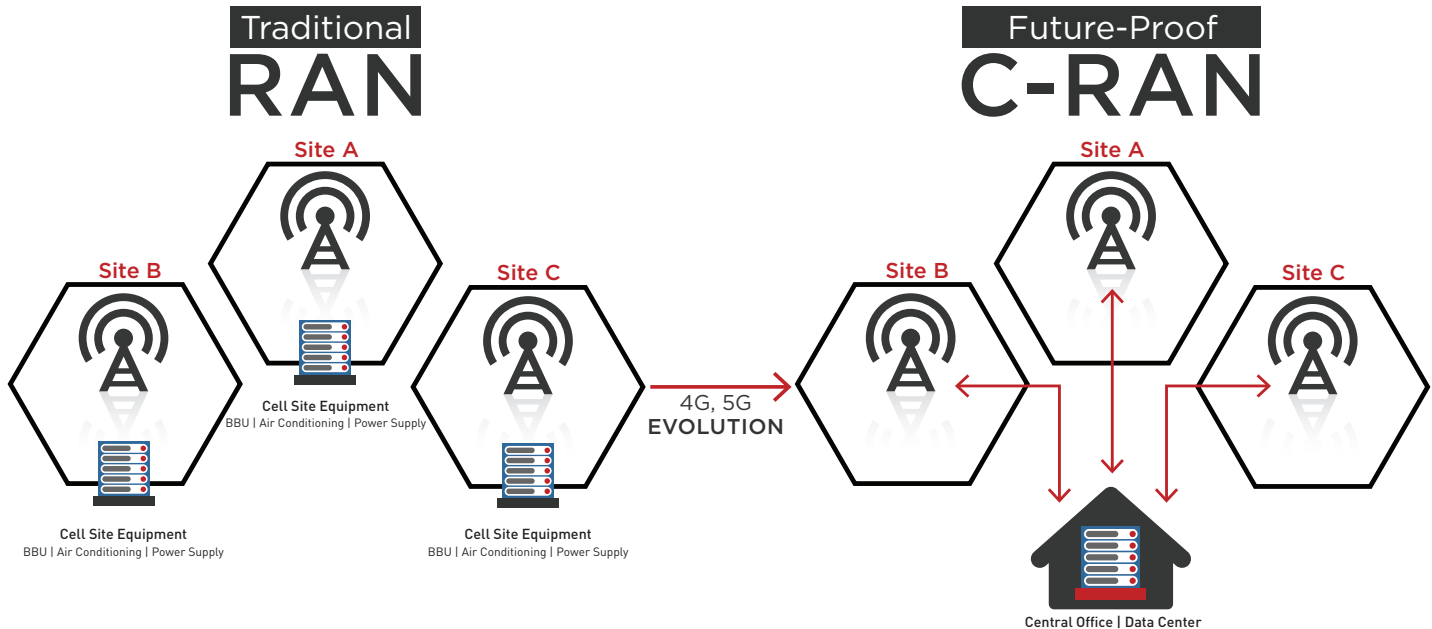 Traditional
RAN
Site A
Site B
Site C
Cell Site Equipment
BBU | Air Conditioning | Power Supply
Cell Site Equipment
BBU | Air Conditioning | Power Supply
Cell Site Equipment
BBU | Air Conditioning | Power Supply
4G, 5G
EVOLUTION
Future-Proof
C-RAN
Site A
Site B
Site C
Central Office | Data Center